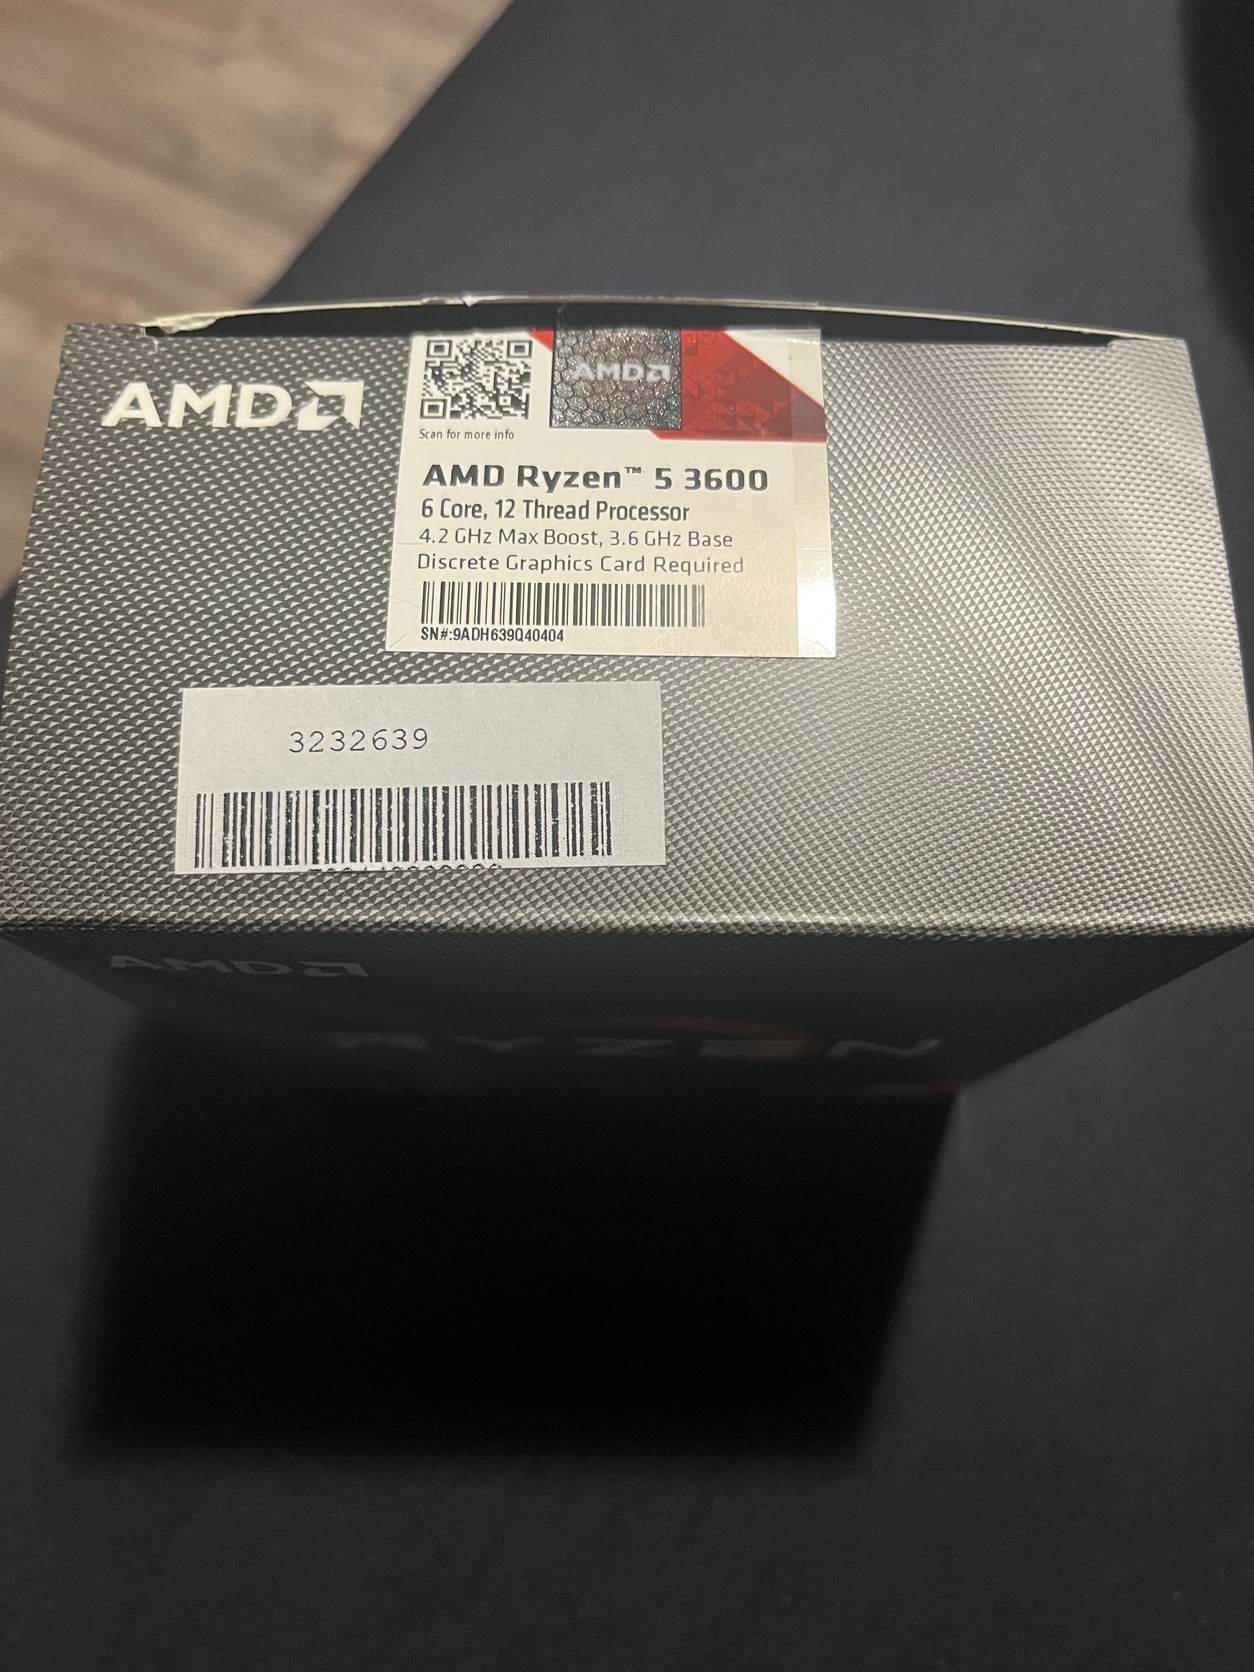 AMD
AMD
Scan for more info
AMD Ryzen™ 5 3600
6 Core, 12 Thread Processor
4.2 GHz Max Boost, 3.6 GHz Base
Discrete Graphics Card Required
SN#:9ADH639Q40404
3232639
AMD
RYZEN